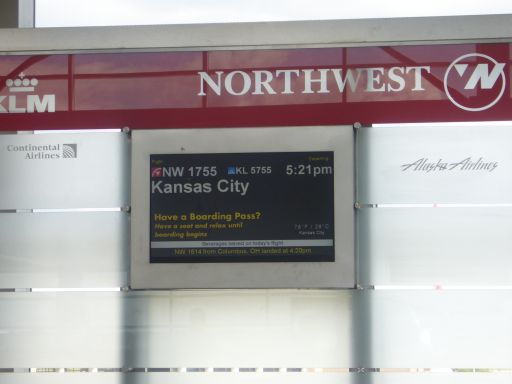 KLM
NORTHWEST
Continental
Airlines
Alaska Airlines
Flight Departing
NW 1755 KL 5755 5:21pm
Kansas City
Have a Boarding Pass?
Have a seat and relax until
boarding begins
Kansas City
Beverages served on today's flight
NW 1614 from Columbus, OH landed at 4:20pm